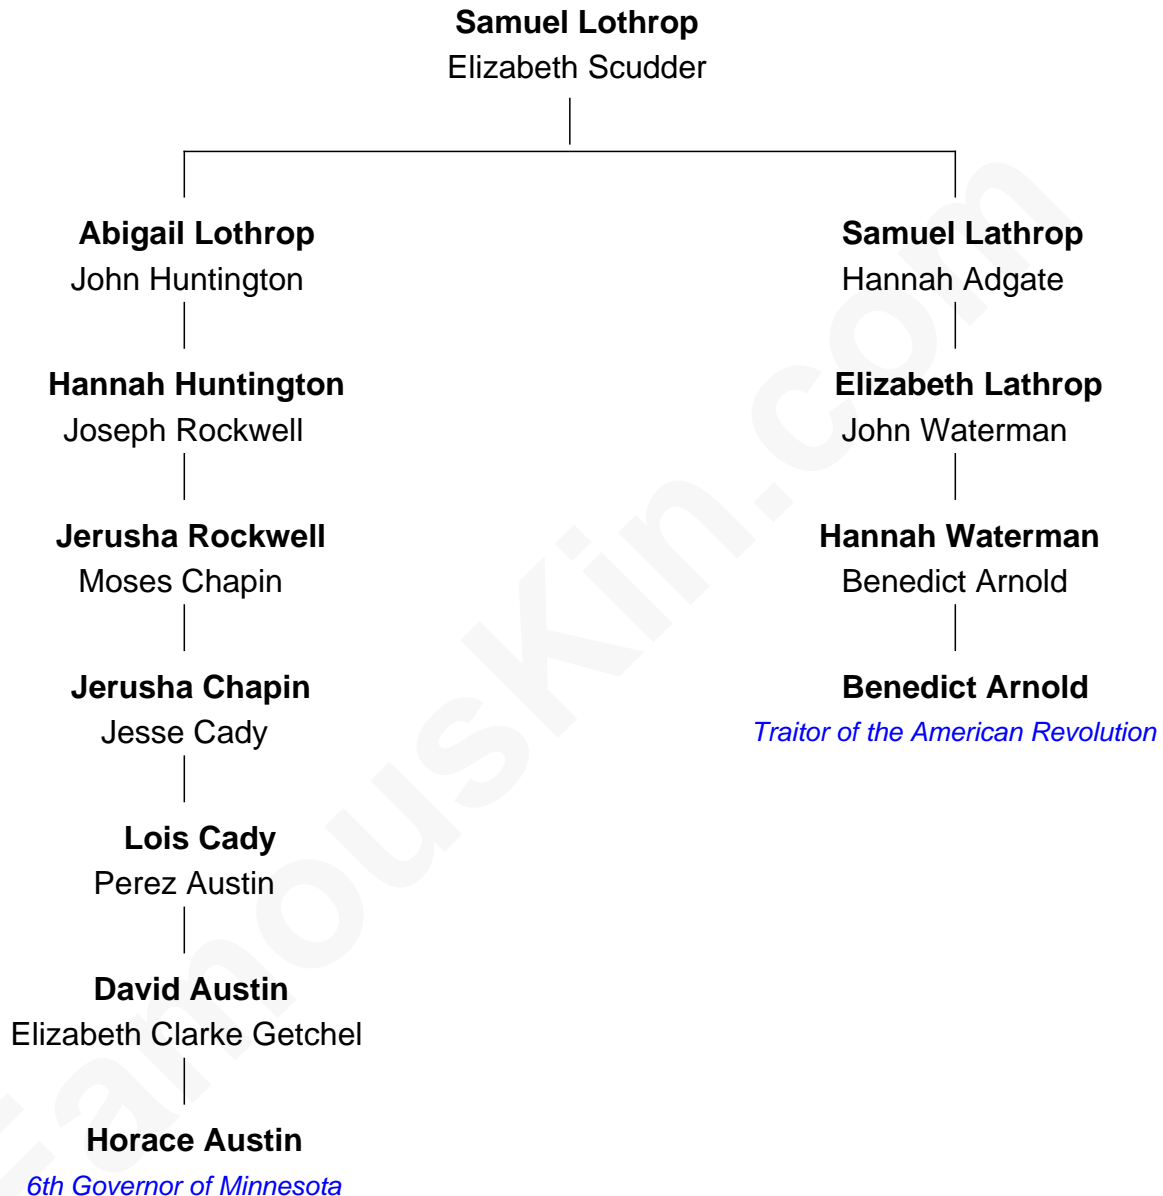 Samuel Lothrop
Elizabeth Scudder
Abigail Lothrop
John Huntington
Samuel Lathrop
Hannah Adgate
Hannah Huntington
Joseph Rockwell
Elizabeth Lathrop
John Waterman
Jerusha Rockwell
Moses Chapin
Hannah Waterman
Benedict Arnold
Jerusha Chapin
Jesse Cady
Benedict Arnold
Traitor of the American Revolution
Lois Cady
Perez Austin
David Austin
Elizabeth Clarke Getchel
Horace Austin
6th Governor of Minnesota
FamousKin.com